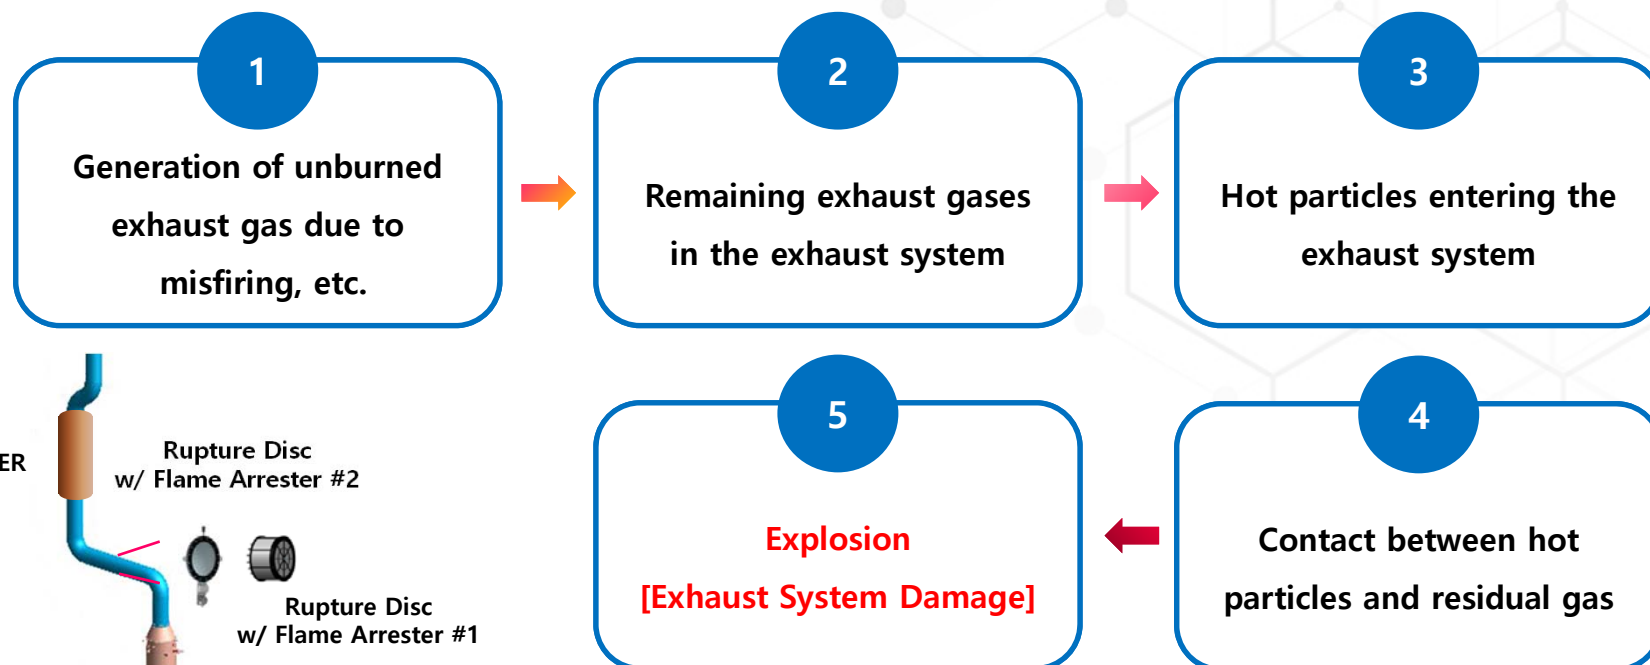 1
Generation of unburned
exhaust gas due to
misfiring, etc.
2
Remaining exhaust gases
in the exhaust system
3
Hot particles entering the
exhaust system
4
Contact between hot
particles and residual gas
5
Explosion
[Exhaust System Damage]
ER
Rupture Disc
w/ Flame Arrester #2
Rupture Disc
w/ Flame Arrester #1